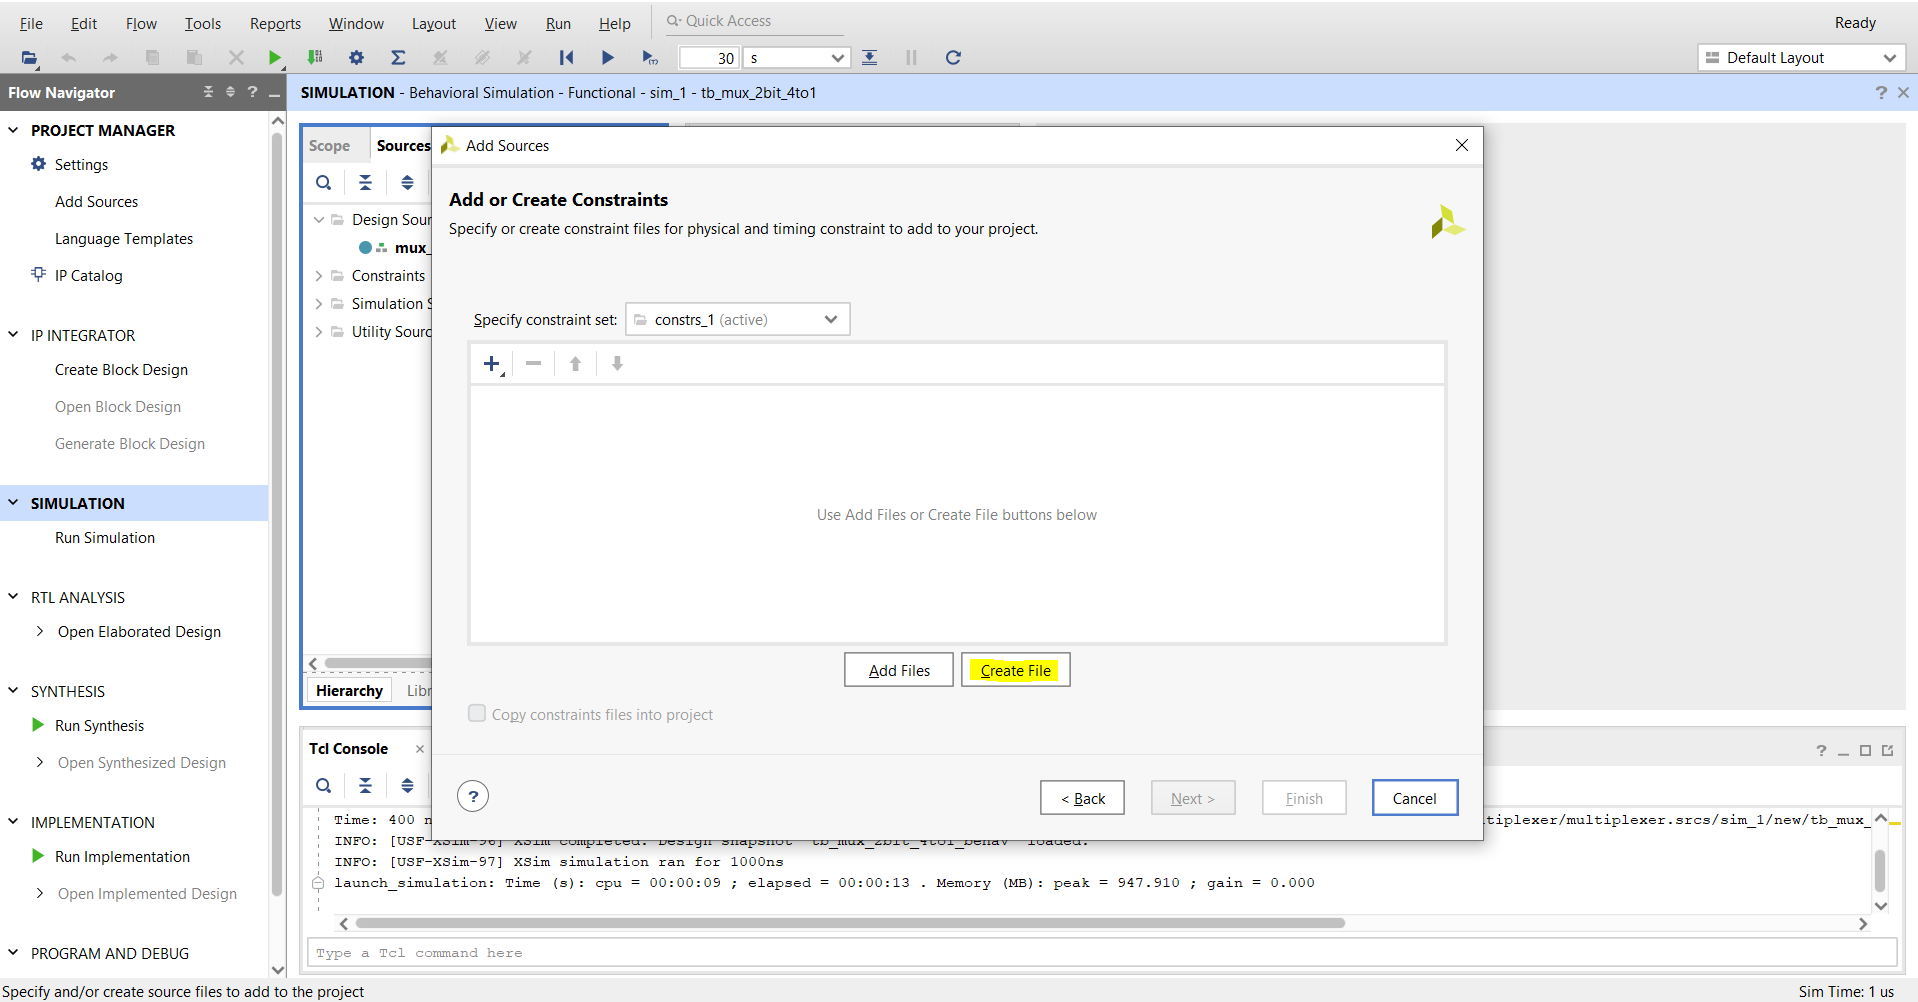 File Edit Flow Tools Reports Window Layout View Run Help Quick Access Ready
30 s Default Layout
Flow Navigator ? _
SIMULATION - Behavioral Simulation - Functional - sim_1 - tb_mux_2bit_4to1
PROJECT MANAGER
Settings
Add Sources
Language Templates
IP Catalog
IP INTEGRATOR
Create Block Design
Open Block Design
Generate Block Design
SIMULATION
Run Simulation
RTL ANALYSIS
Open Elaborated Design
SYNTHESIS
Run Synthesis
Open Synthesized Design
IMPLEMENTATION
Run Implementation
Open Implemented Design
PROGRAM AND DEBUG
Scope Sources
Design Sour
mux_
Constraints
Simulation S
Utility Sourc
Hierarchy Libr
Add Sources
Add or Create Constraints
Specify or create constraint files for physical and timing constraint to add to your project.
Specify constraint set: constrs_1 (active)
Use Add Files or Create File buttons below
Add Files Create File
Copy constraints files into project
? < Back Next > Finish Cancel
Tcl Console
Time: 400 n tiplexer/multiplexer.srcs/sim_1/new/tb_mux_
INFO: [USF-XSim-96] XSim completed. Design snapshot 'tb_mux_2bit_4to1_behav' loaded.
INFO: [USF-XSim-97] XSim simulation ran for 1000ns
launch_simulation: Time (s): cpu = 00:00:09 ; elapsed = 00:00:13 . Memory (MB): peak = 947.910 ; gain = 0.000
Type a Tcl command here
Specify and/or create source files to add to the project Sim Time: 1 us